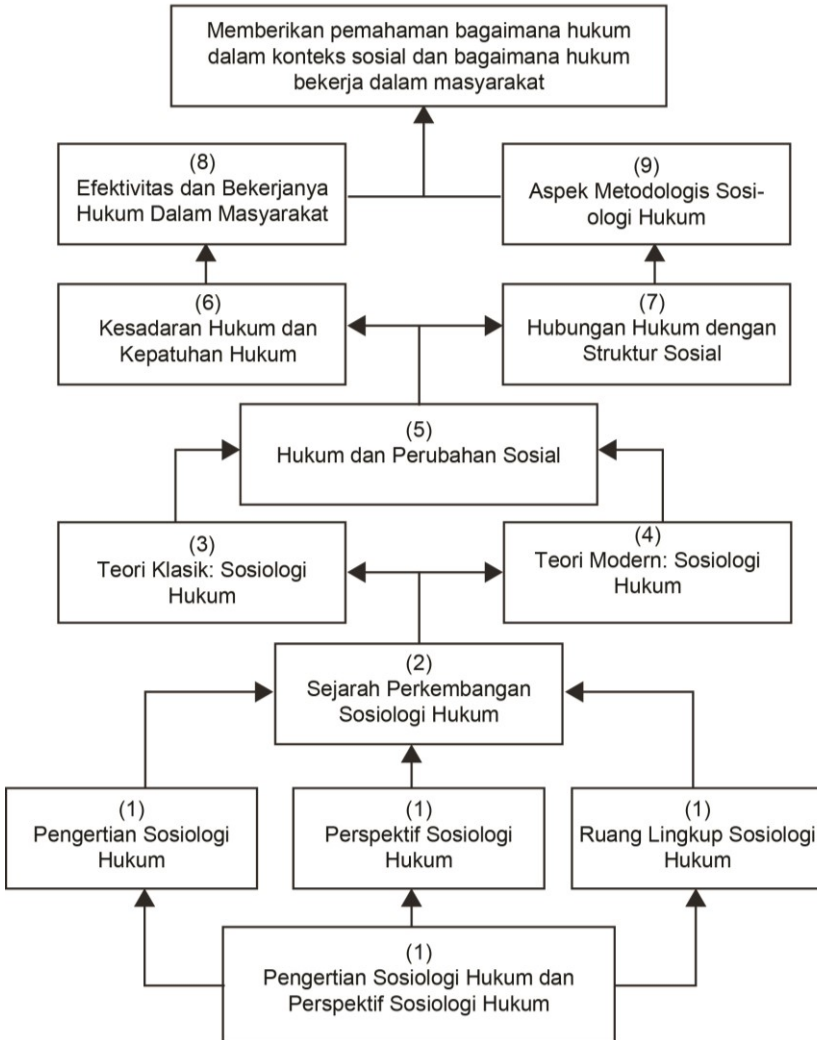 Memberikan pemahaman bagaimana hukum
dalam konteks sosial dan bagaimana hukum
bekerja dalam masyarakat
(8)
Efektivitas dan Bekerjanya
Hukum Dalam Masyarakat
(9)
Aspek Metodologis Sosi-
ologi Hukum
(6)
Kesadaran Hukum dan
Kepatuhan Hukum
(7)
Hubungan Hukum dengan
Struktur Sosial
(5)
Hukum dan Perubahan Sosial
(3)
Teori Klasik: Sosiologi
Hukum
(4)
Teori Modern: Sosiologi
Hukum
(2)
Sejarah Perkembangan
Sosiologi Hukum
(1)
Pengertian Sosiologi
Hukum
(1)
Perspektif Sosiologi
Hukum
(1)
Ruang Lingkup Sosiologi
Hukum
(1)
Pengertian Sosiologi Hukum dan
Perspektif Sosiologi Hukum